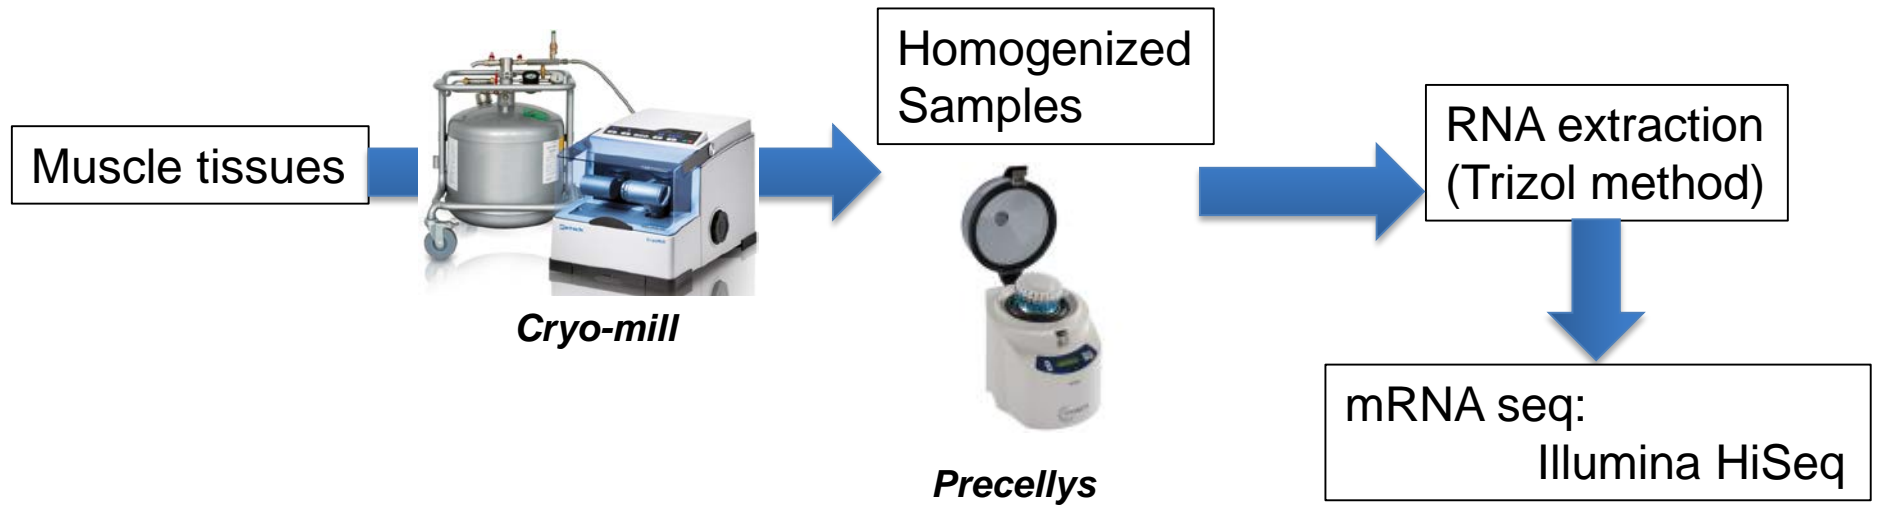 Muscle tissues
Cryo-mill
Homogenized
Samples
Precellys
RNA extraction
(Trizol method)
mRNA seq:
Illumina HiSeq